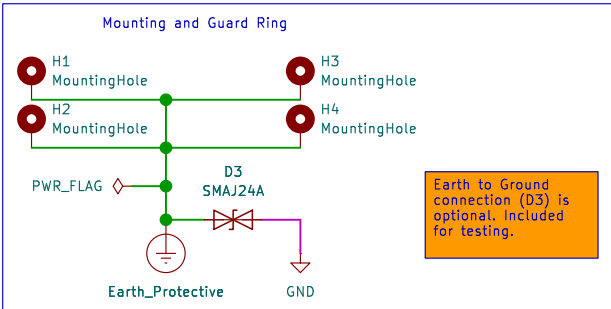 Mounting and Guard Ring
H1
MountingHole
H3
MountingHole
H2
MountingHole
H4
MountingHole
PWR_FLAG
D3
SMAJ24A
Earth to Ground
connection (D3) is
optional. Included
for testing.
Earth_Protective
GND